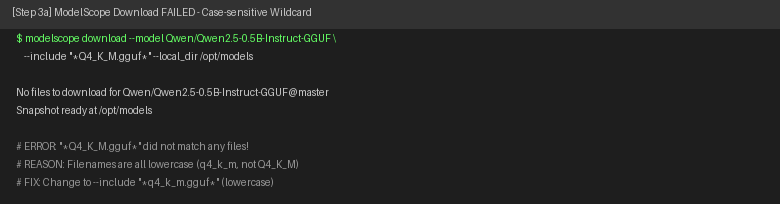 [Step 3a] ModelScope Download FAILED - Case-sensitive Wildcard
$ modelscope download --model Qwen/Qwen2.5-0.5B-Instruct-GGUF \
--include "*Q4_K_M.gguf*" --local_dir /opt/models
No files to download for Qwen/Qwen2.5-0.5B-Instruct-GGUF@master
Snapshot ready at /opt/models
# ERROR: "*Q4_K_M.gguf*" did not match any files!
# REASON: Filenames are all lowercase (q4_k_m, not Q4_K_M)
# FIX: Change to --include "*q4_k_m.gguf*" (lowercase)